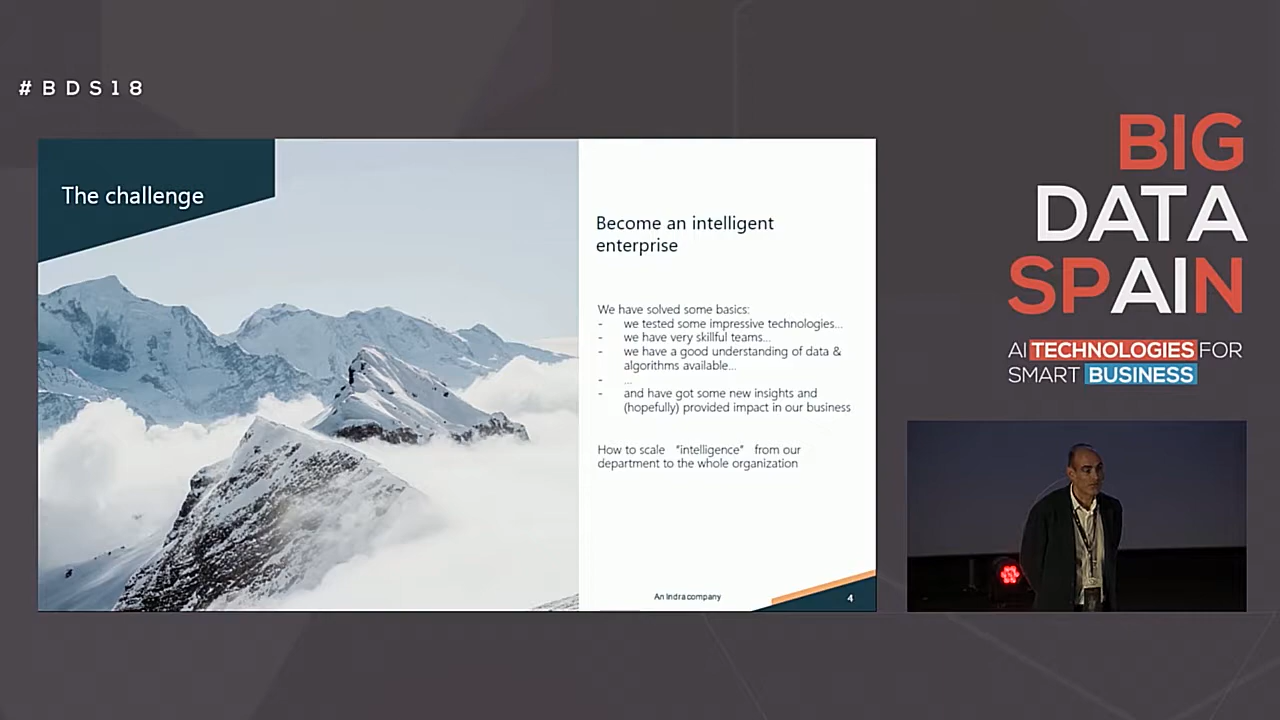 #BDS18
The challenge
Become an intelligent
enterprise
We have solved some basics:
- we tested some impressive technologies...
- we have very skillful teams...
- we have a good understanding of data &
algorithms available...
- ...
- and have got some new insights and
(hopefully) provided impact in our business
How to scale "intelligence" from our
department to the whole organization
An Indra company
4
BIG
DATA
SPAIN
AI TECHNOLOGIES FOR
SMART BUSINESS